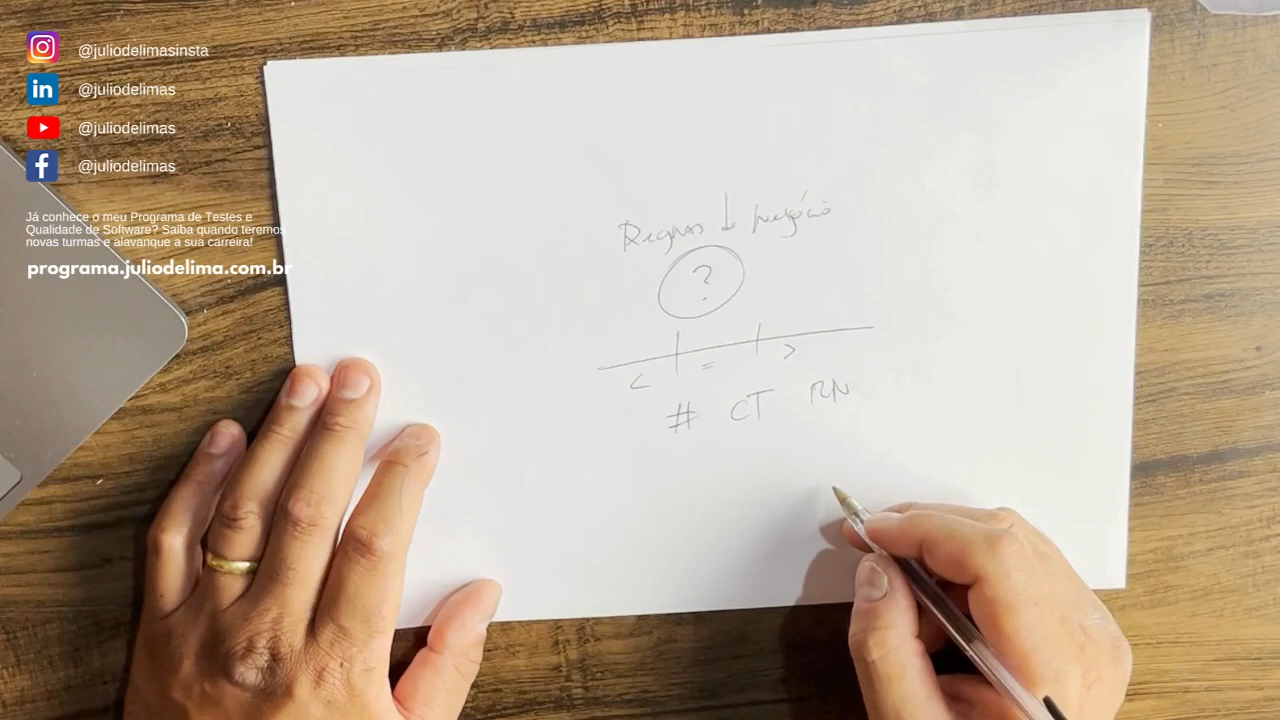 @juliodelimasinsta
@juliodelimas
@juliodelimas
@juliodelimas
Já conhece o meu Programa de Testes e
Qualidade de Software? Saiba quando teremos
novas turmas e alavanque a sua carreira!
programa.juliodelima.com.br
Regras de negócio
?
< = >
# CT RN